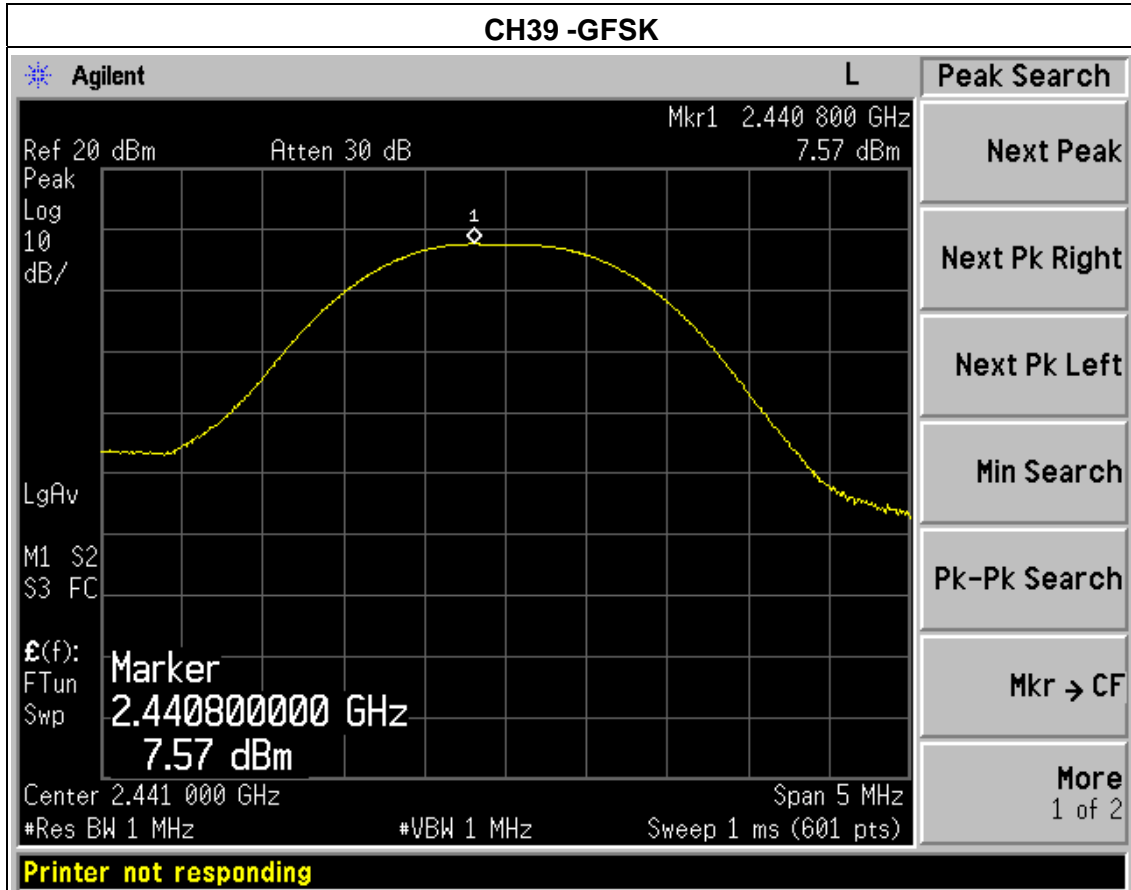 CH39 -GFSK
Agilent L Peak Search
Mkr1 2.440 800 GHz
Ref 20 dBm Atten 30 dB 7.57 dBm
Peak
Log
10
dB/
1
LgAv
M1 S2
S3 FC
£(f):
FTun
Swp
Marker
2.440800000 GHz
7.57 dBm
Center 2.441 000 GHz Span 5 MHz
#Res BW 1 MHz #VBW 1 MHz Sweep 1 ms (601 pts)
Next Peak
Next Pk Right
Next Pk Left
Min Search
Pk-Pk Search
Mkr → CF
More
1 of 2
Printer not responding